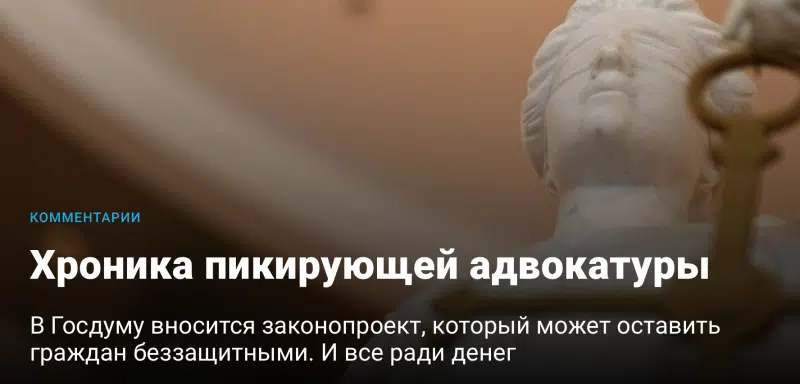 КОММЕНТАРИИ
Хроника пикирующей адвокатуры
В Госдуму вносится законопроект, который может оставить
граждан беззащитными. И все ради денег